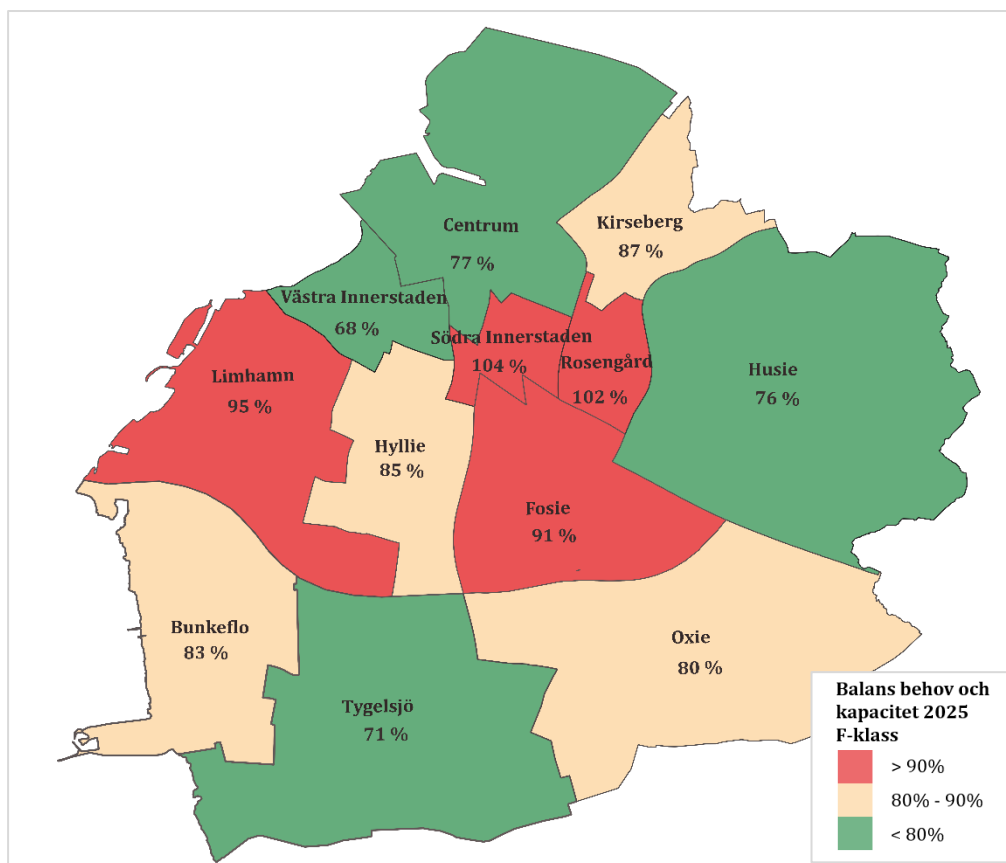 Centrum
77 %
Kirseberg
87 %
Västra Innerstaden
68 %
Södra Innerstaden
104 %
Rosengård
102 %
Husie
76 %
Limhamn
95 %
Hyllie
85 %
Fosie
91 %
Bunkeflo
83 %
Oxie
80 %
Tygelsjö
71 %
Balans behov och
kapacitet 2025
F-klass
> 90%
80% - 90%
< 80%